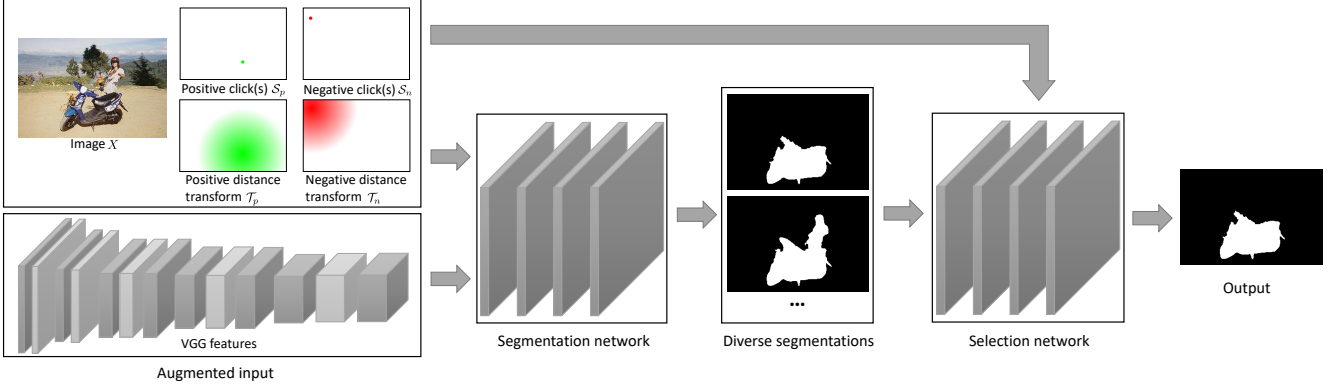 Positive click(s) 𝒮ₚ
Negative click(s) 𝒮ₙ
Image X
Positive distance
transform 𝒯ₚ
Negative distance
transform 𝒯ₙ
VGG features
Augmented input
Segmentation network
...
Diverse segmentations
Selection network
Output